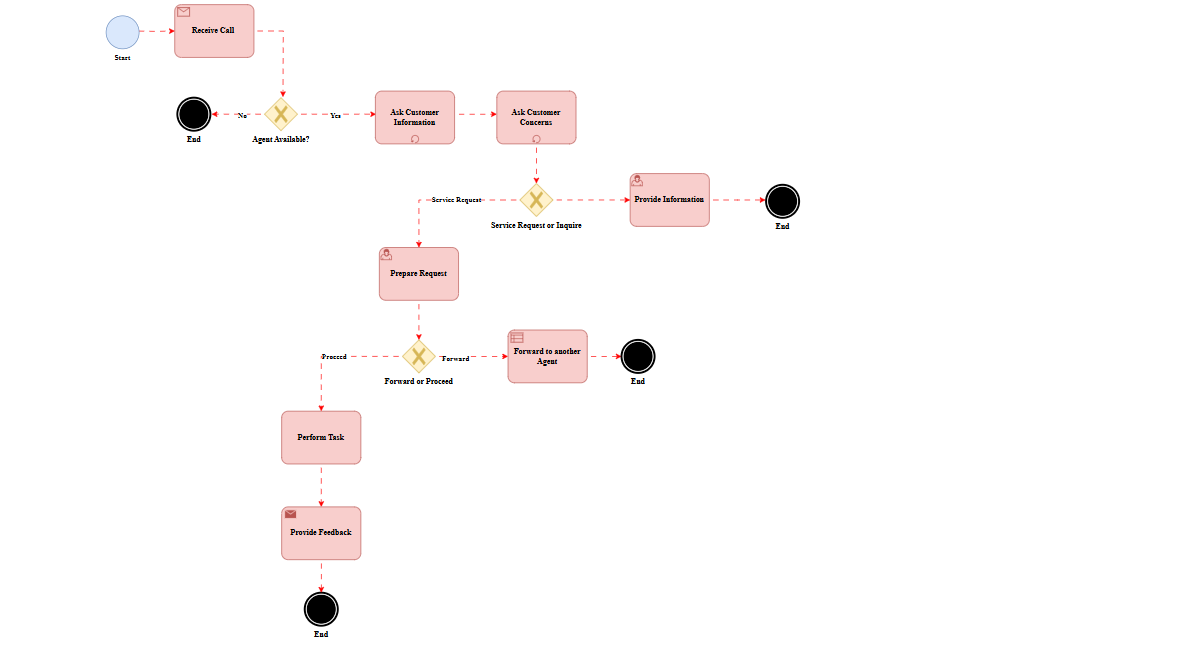 Receive Call
Start
No
Yes
Ask Customer
Information
Ask Customer
Concerns
End
Agent Available?
Service Request
Provide Information
Service Request or Inquire
End
Prepare Request
Proceed
Forward
Forward to another
Agent
Forward or Proceed
End
Perform Task
Provide Feedback
End